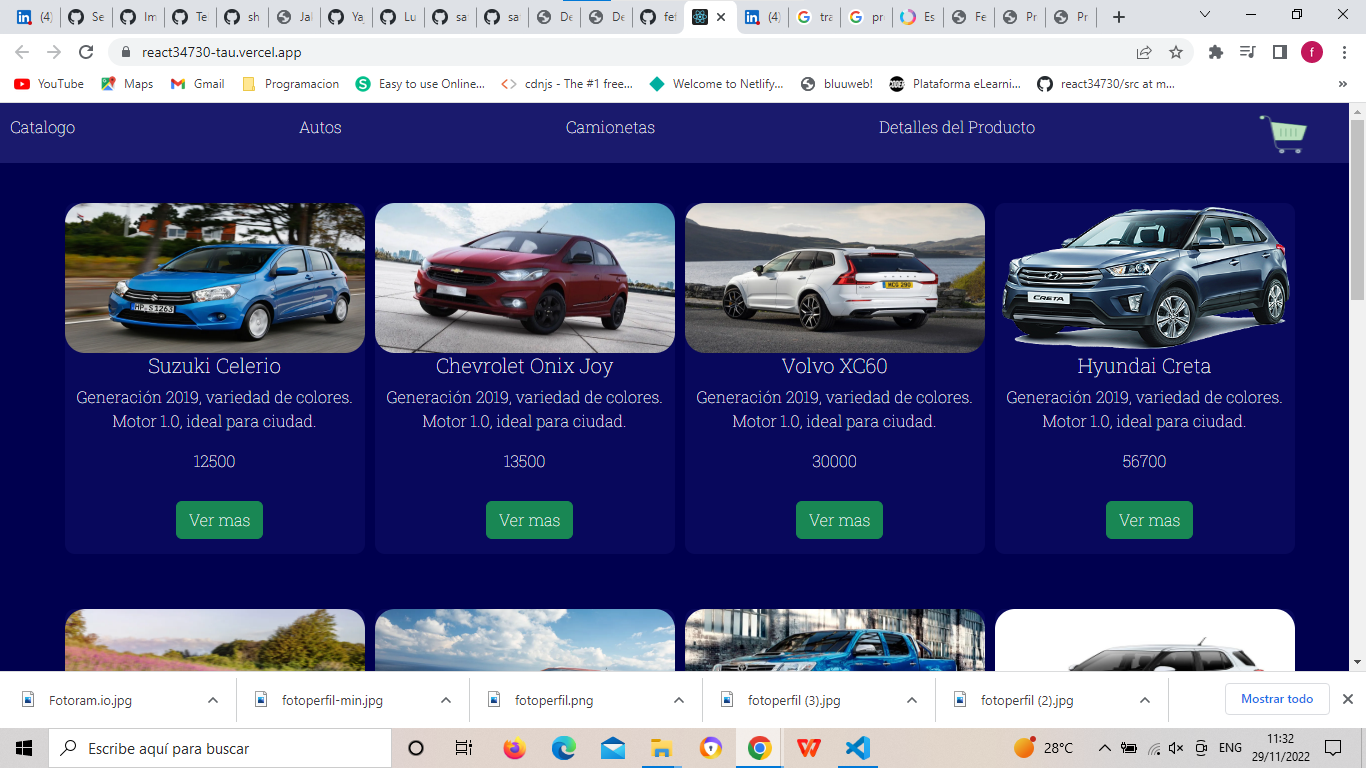 (4)
Se
Im
Te
sh
Jal
Ya
Lu
sa
sa
De
De
fet
(4)
tra
pr
Es
Fe
Pr
Pr
react34730-tau.vercel.app
f
YouTube
Maps
Gmail
Programacion
Easy to use Online...
cdnjs - The #1 free...
Welcome to Netlify...
bluuweb!
Plataforma eLearni...
react34730/src at m...
Catalogo
Autos
Camionetas
Detalles del Producto
CRETA
MCG 290
Suzuki Celerio
Chevrolet Onix Joy
Volvo XC60
Hyundai Creta
Generación 2019, variedad de colores.
Motor 1.0, ideal para ciudad.
Generación 2019, variedad de colores.
Motor 1.0, ideal para ciudad.
Generación 2019, variedad de colores.
Motor 1.0, ideal para ciudad.
Generación 2019, variedad de colores.
Motor 1.0, ideal para ciudad.
12500
13500
30000
56700
Ver mas
Ver mas
Ver mas
Ver mas
Fotoram.io.jpg
fotoperfil-min.jpg
fotoperfil.png
fotoperfil (3).jpg
fotoperfil (2).jpg
Mostrar todo
Escribe aquí para buscar
28°C
ENG
11:32
29/11/2022